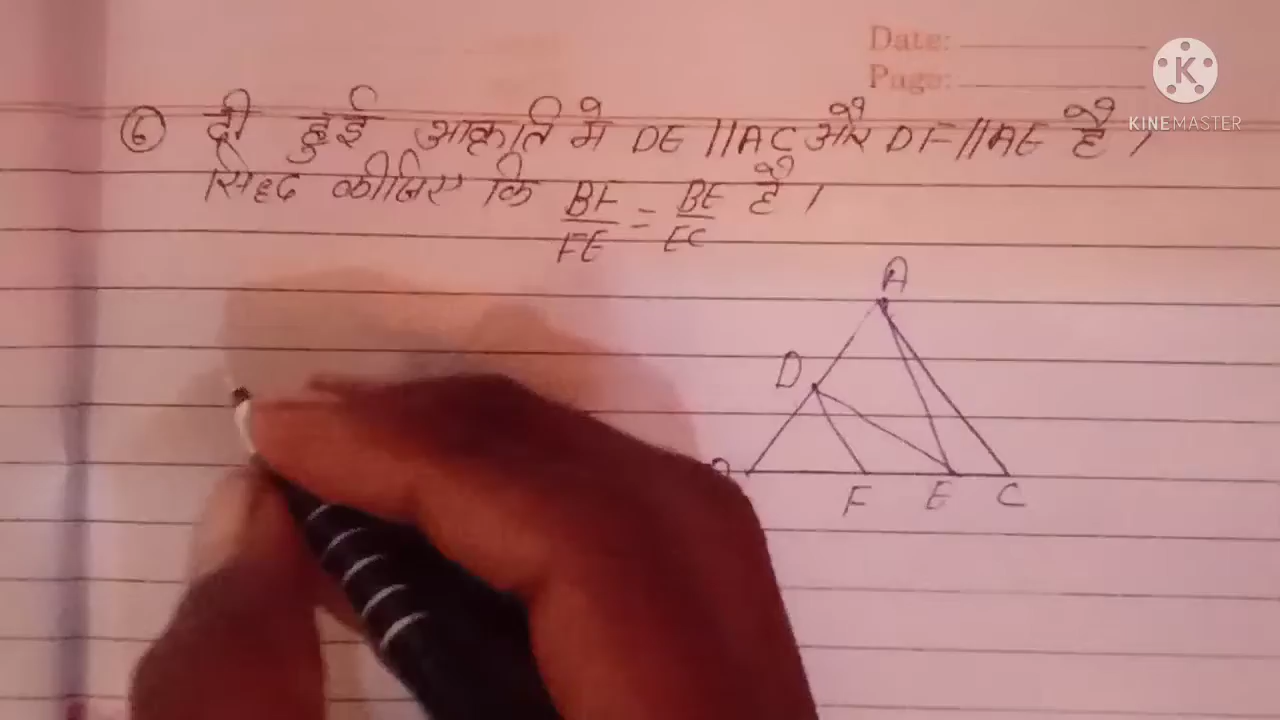 Date:
Page:
K
KINEMASTER
6 दी हुई आकृति मे DE || AC और DF || AE है ।
सिद्ध कीजिए कि BF/FE = BE/EC है ।
A
D
F E C